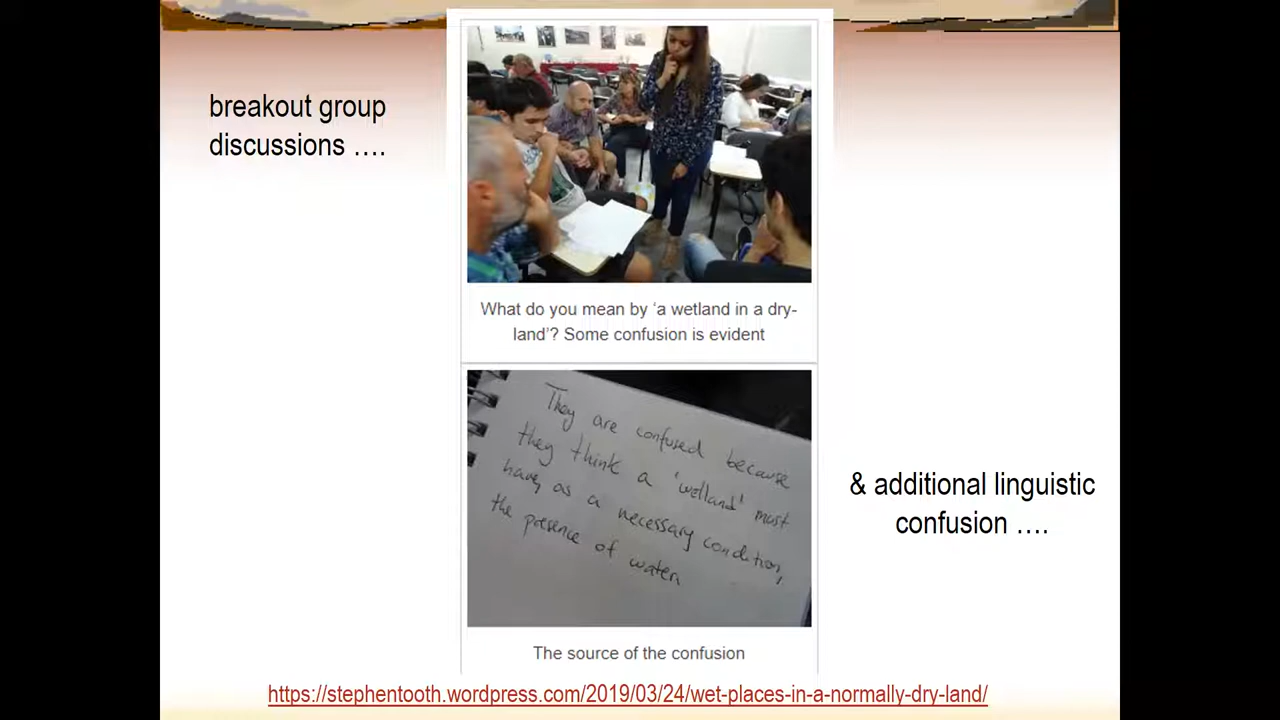 breakout group
discussions ....
What do you mean by ‘a wetland in a dry-
land’? Some confusion is evident
They are confused because
they think a 'wetland' must
have, as a necessary condition,
the presence of water
The source of the confusion
& additional linguistic
confusion ....
https://stephentooth.wordpress.com/2019/03/24/wet-places-in-a-normally-dry-land/